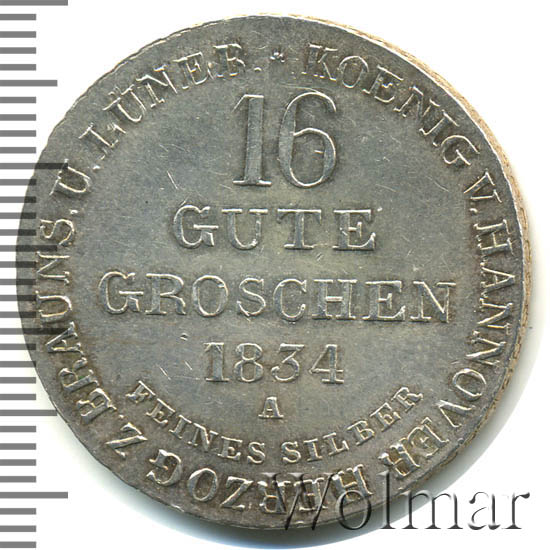 KOENIG V. HANNOVER HERZOG Z. BRAUNS. U. LÜNEB. *
16
GUTE
GROSCHEN
1834
A
FEINES SILBER
Wolmar